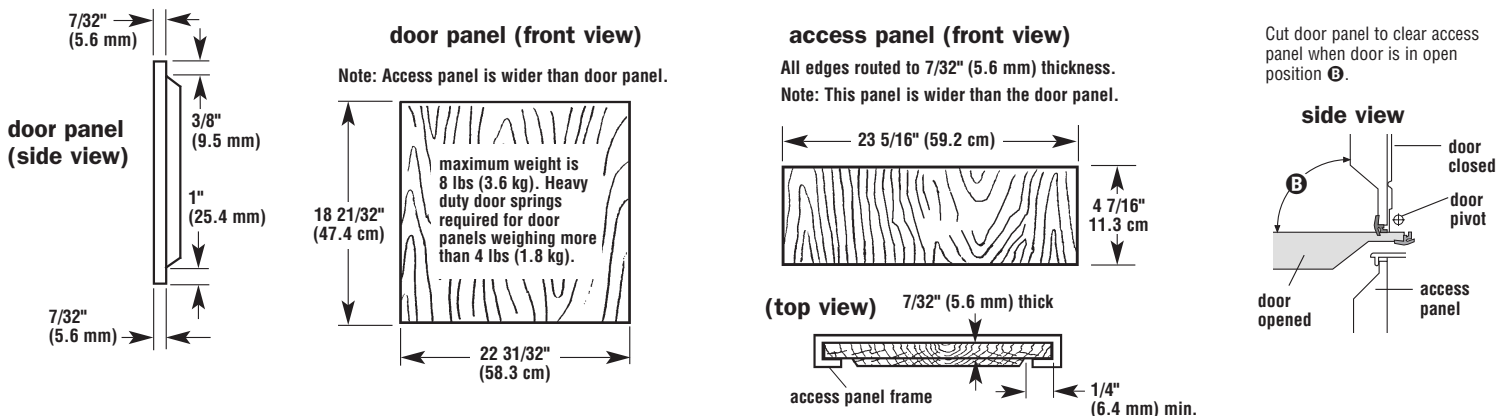 7/32"
(5.6 mm)
door panel
(side view)
3/8"
(9.5 mm)
1"
(25.4 mm)
7/32"
(5.6 mm)
door panel (front view)
Note: Access panel is wider than door panel.
maximum weight is
8 lbs (3.6 kg). Heavy
duty door springs
required for door
panels weighing more
than 4 lbs (1.8 kg).
18 21/32"
(47.4 cm)
22 31/32"
(58.3 cm)
access panel (front view)
All edges routed to 7/32" (5.6 mm) thickness.
Note: This panel is wider than the door panel.
23 5/16" (59.2 cm)
4 7/16"
11.3 cm
(top view)
7/32" (5.6 mm) thick
access panel frame
1/4"
(6.4 mm) min.
Cut door panel to clear access
panel when door is in open
position B.
side view
door
closed
B
door
pivot
door
opened
access
panel